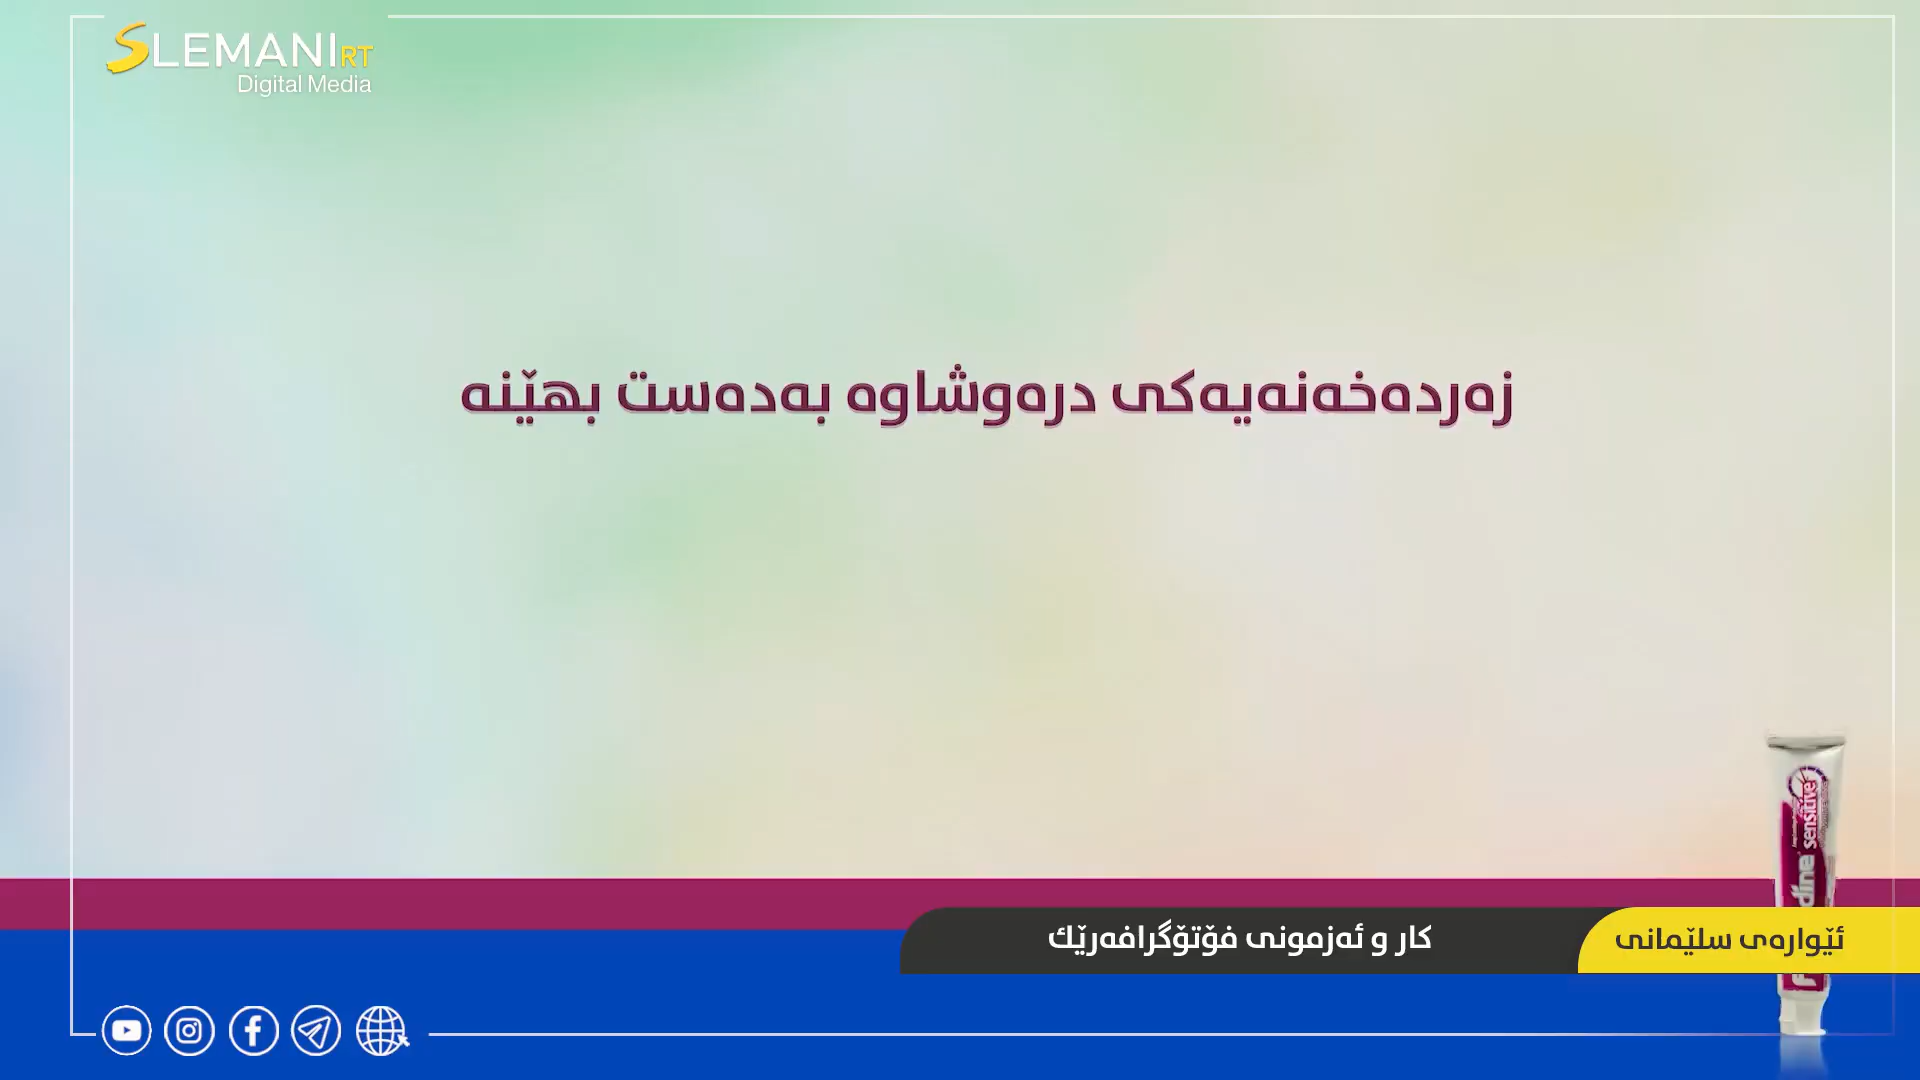 SLEMANI RT
Digital Media
زەردەخەنەیەکی درەوشاوە بەدەست بهێنە
sensitive
کار و ئەزمونی فۆتۆگرافەرێك
ئێوارەی سلێمانی